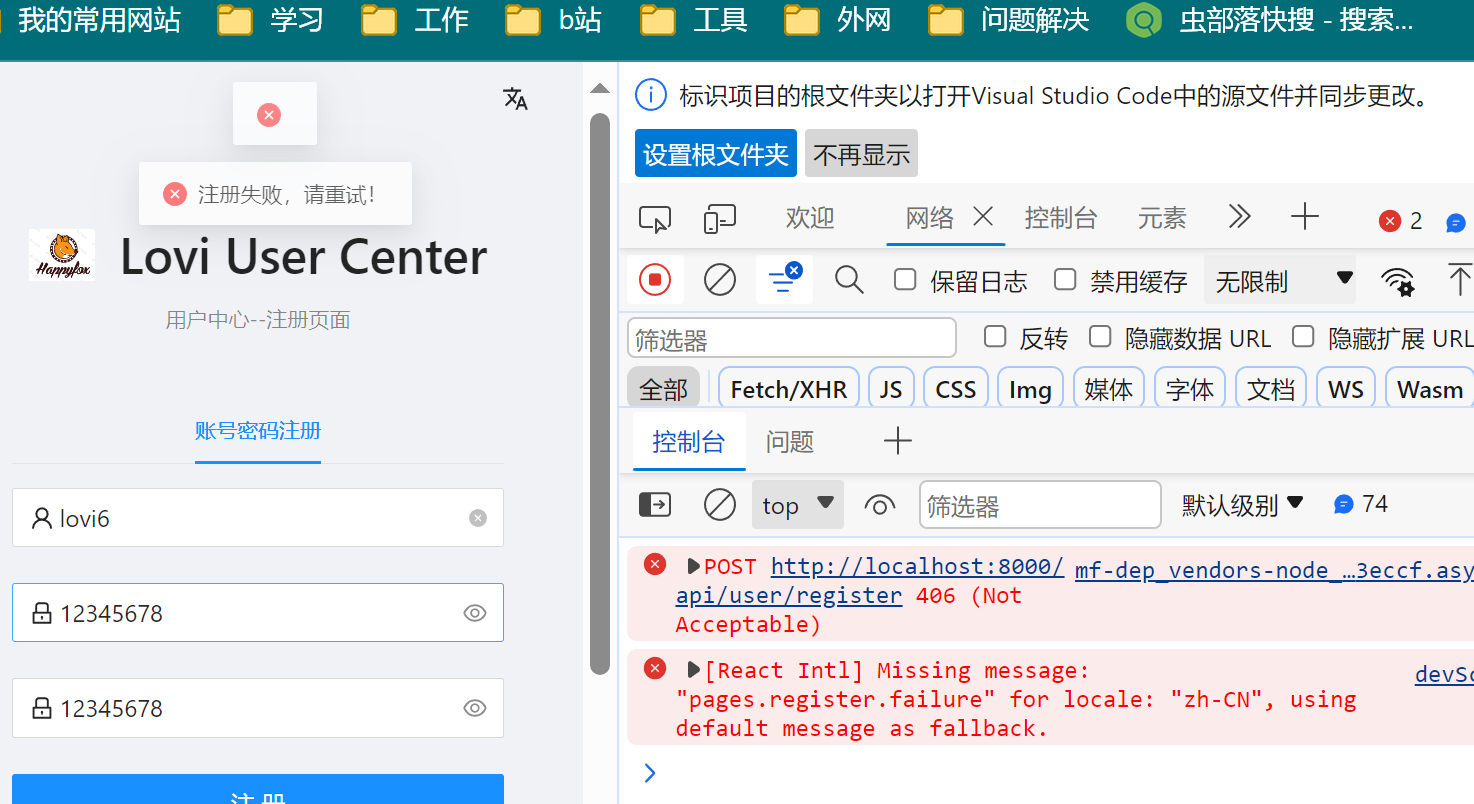 我的常用网站 学习 工作 b站 工具 外网 问题解决 虫部落快搜 - 搜索...
注册失败，请重试！
Happyfox
Lovi User Center
用户中心--注册页面
账号密码注册
lovi6
12345678
12345678
注 册
标识项目的根文件夹以打开Visual Studio Code中的源文件并同步更改。
设置根文件夹 不再显示
欢迎 网络 控制台 元素 2
保留日志 禁用缓存 无限制
筛选器 反转 隐藏数据 URL 隐藏扩展 URL
全部 Fetch/XHR JS CSS Img 媒体 字体 文档 WS Wasm
控制台 问题
top 筛选器 默认级别 74
POST http://localhost:8000/ mf-dep_vendors-node_…3eccf.asy
api/user/register 406 (Not
Acceptable)
[React Intl] Missing message: devSc
"pages.register.failure" for locale: "zh-CN", using
default message as fallback.